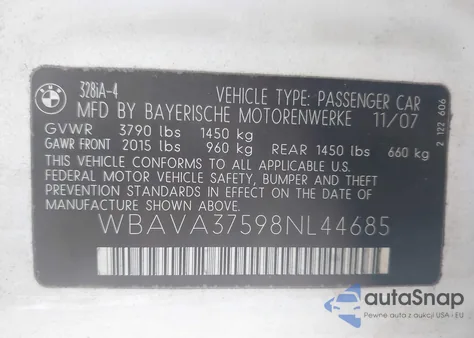 BMW
328iA-4
VEHICLE TYPE: PASSENGER CAR
MFD BY BAYERISCHE MOTORENWERKE 11/07
GVWR 3790 lbs 1450 kg
GAWR FRONT 2015 lbs 960 kg REAR 1450 lbs 660 kg
THIS VEHICLE CONFORMS TO ALL APPLICABLE U.S.
FEDERAL MOTOR VEHICLE SAFETY, BUMPER AND THEFT
PREVENTION STANDARDS IN EFFECT ON THE DATE OF
MANUFACTURE SHOWN ABOVE.
WBAVA37598NL44685
2 122 606
autoSnap
Pewne auta z aukcji USA - EU